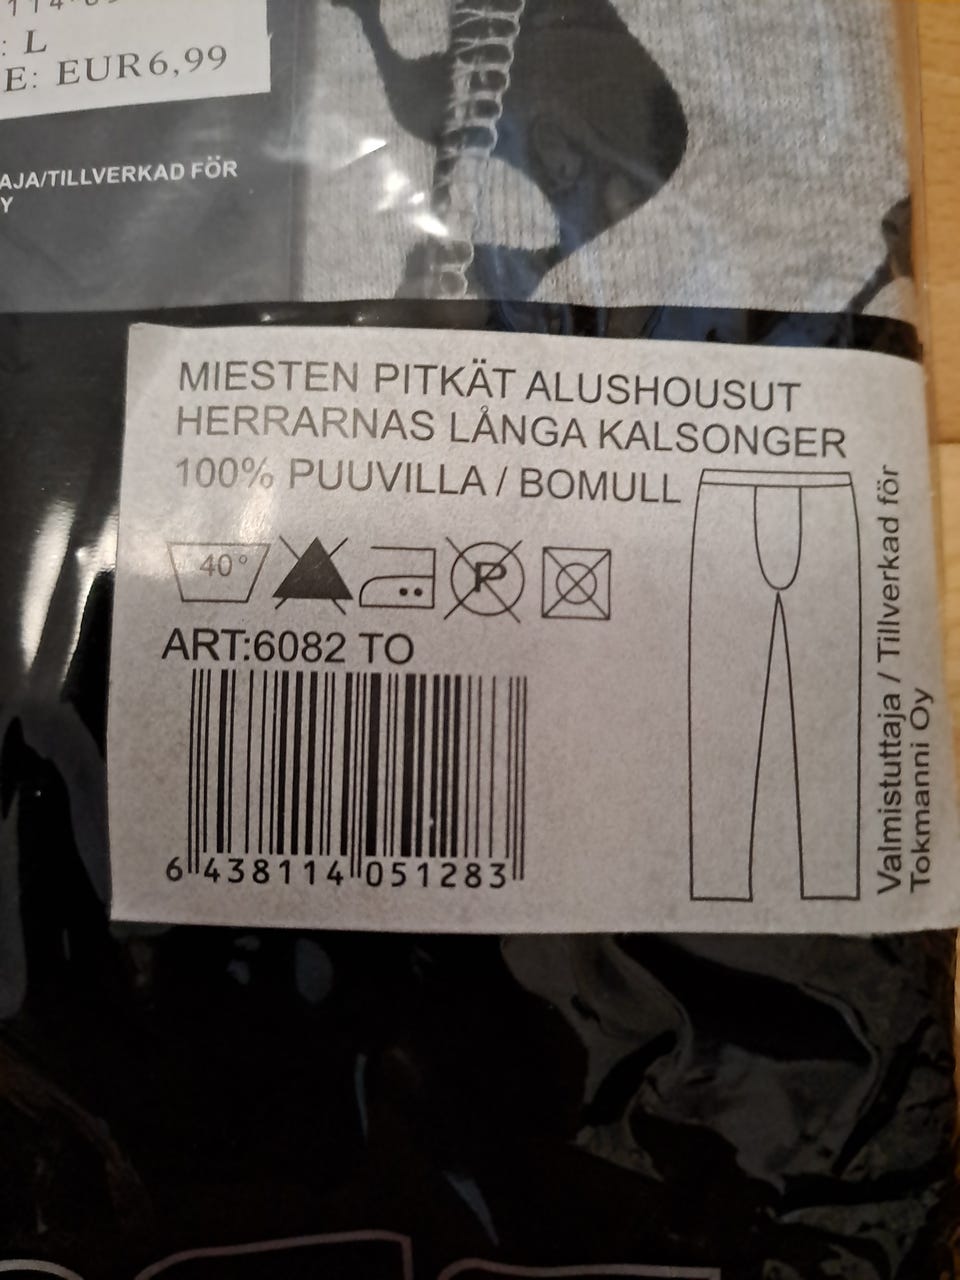 : L
E: EUR6,99
AJA/TILLVERKAD FÖR
Y
MIESTEN PITKÄT ALUSHOUSUT
HERRARNAS LÅNGA KALSONGER
100% PUUVILLA / BOMULL
40°
P
ART:6082 TO
6 438114 051283
Valmistuttaja / Tillverkad för
Tokmanni Oy